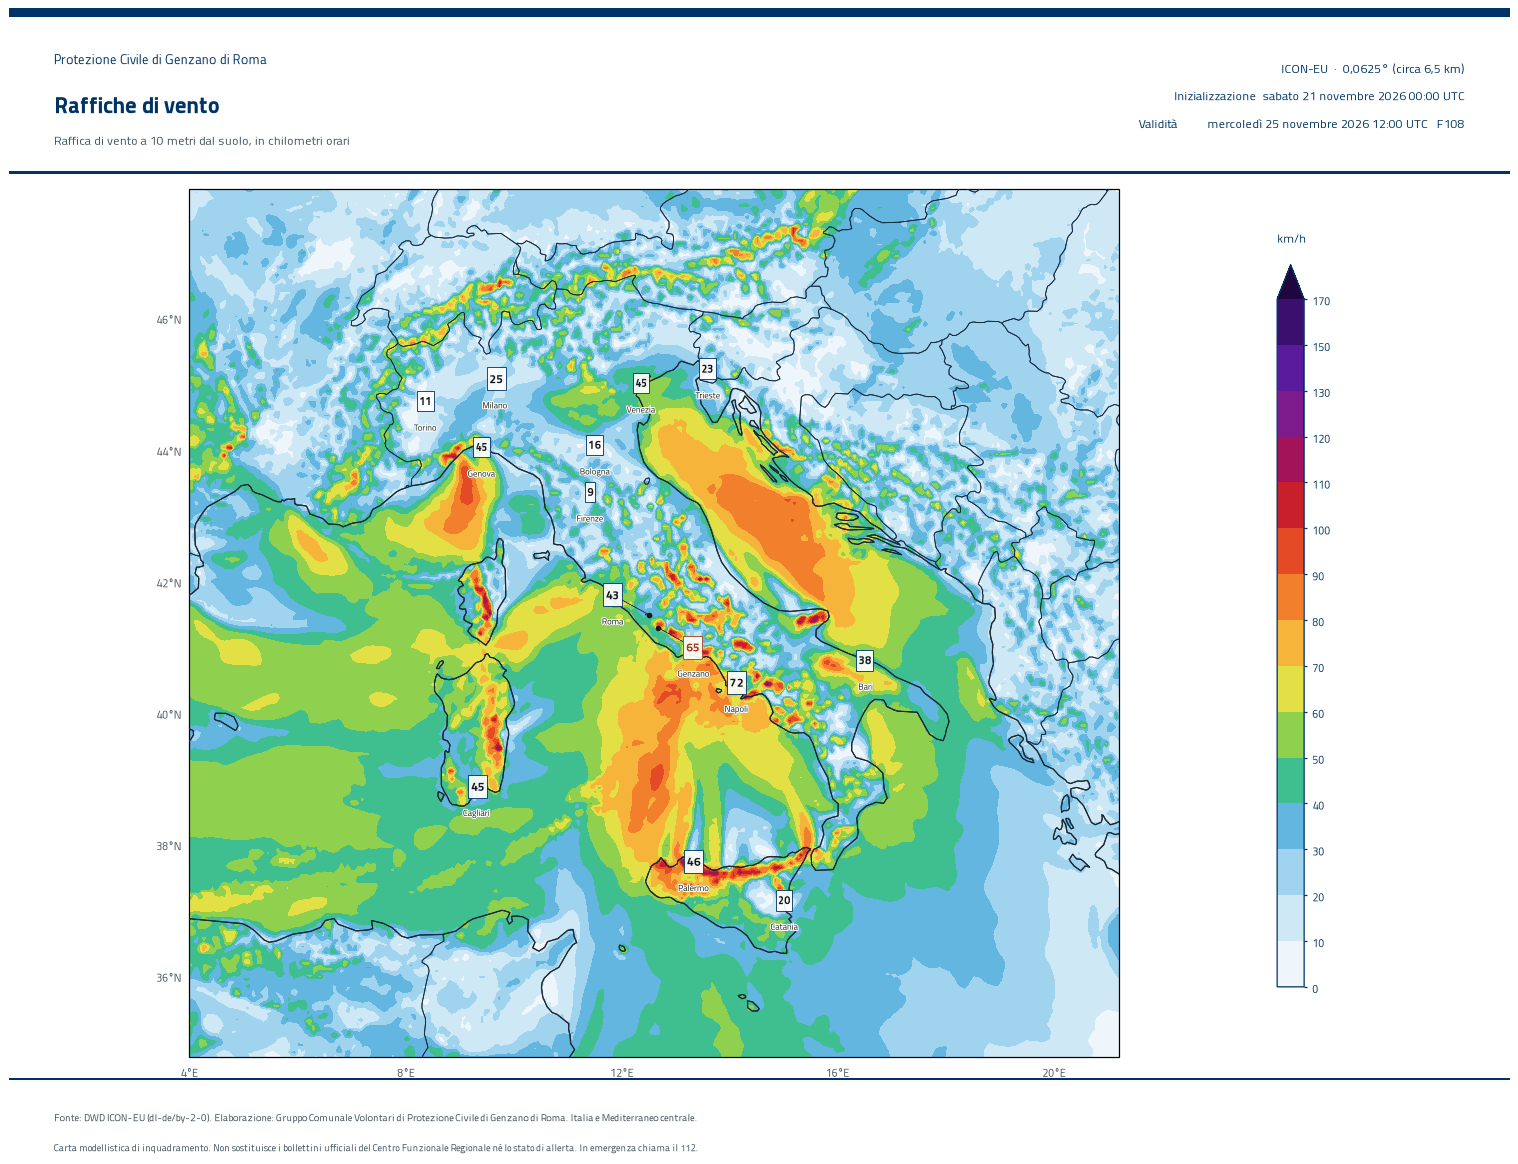 Protezione Civile di Genzano di Roma
Raffiche di vento
Raffica di vento a 10 metri dal suolo, in chilometri orari
ICON-EU · 0,0625° (circa 6,5 km)
Inizializzazione sabato 21 novembre 2026 00:00 UTC
Validità mercoledì 25 novembre 2026 12:00 UTC F108
km/h
170
150
130
120
110
100
90
80
70
60
50
40
30
20
10
0
46°N
44°N
42°N
40°N
38°N
36°N
4°E
8°E
12°E
16°E
20°E
23
Trieste
25
Milano
45
Venezia
11
Torino
45
Genova
16
Bologna
9
Firenze
43
Roma
65
Genzano
38
Bari
72
Napoli
45
Cagliari
46
Palermo
20
Catania
Fonte: DWD ICON-EU (dl-de/by-2-0). Elaborazione: Gruppo Comunale Volontari di Protezione Civile di Genzano di Roma. Italia e Mediterraneo centrale.
Carta modellistica di inquadramento. Non sostituisce i bollettini ufficiali del Centro Funzionale Regionale né lo stato di allerta. In emergenza chiama il 112.